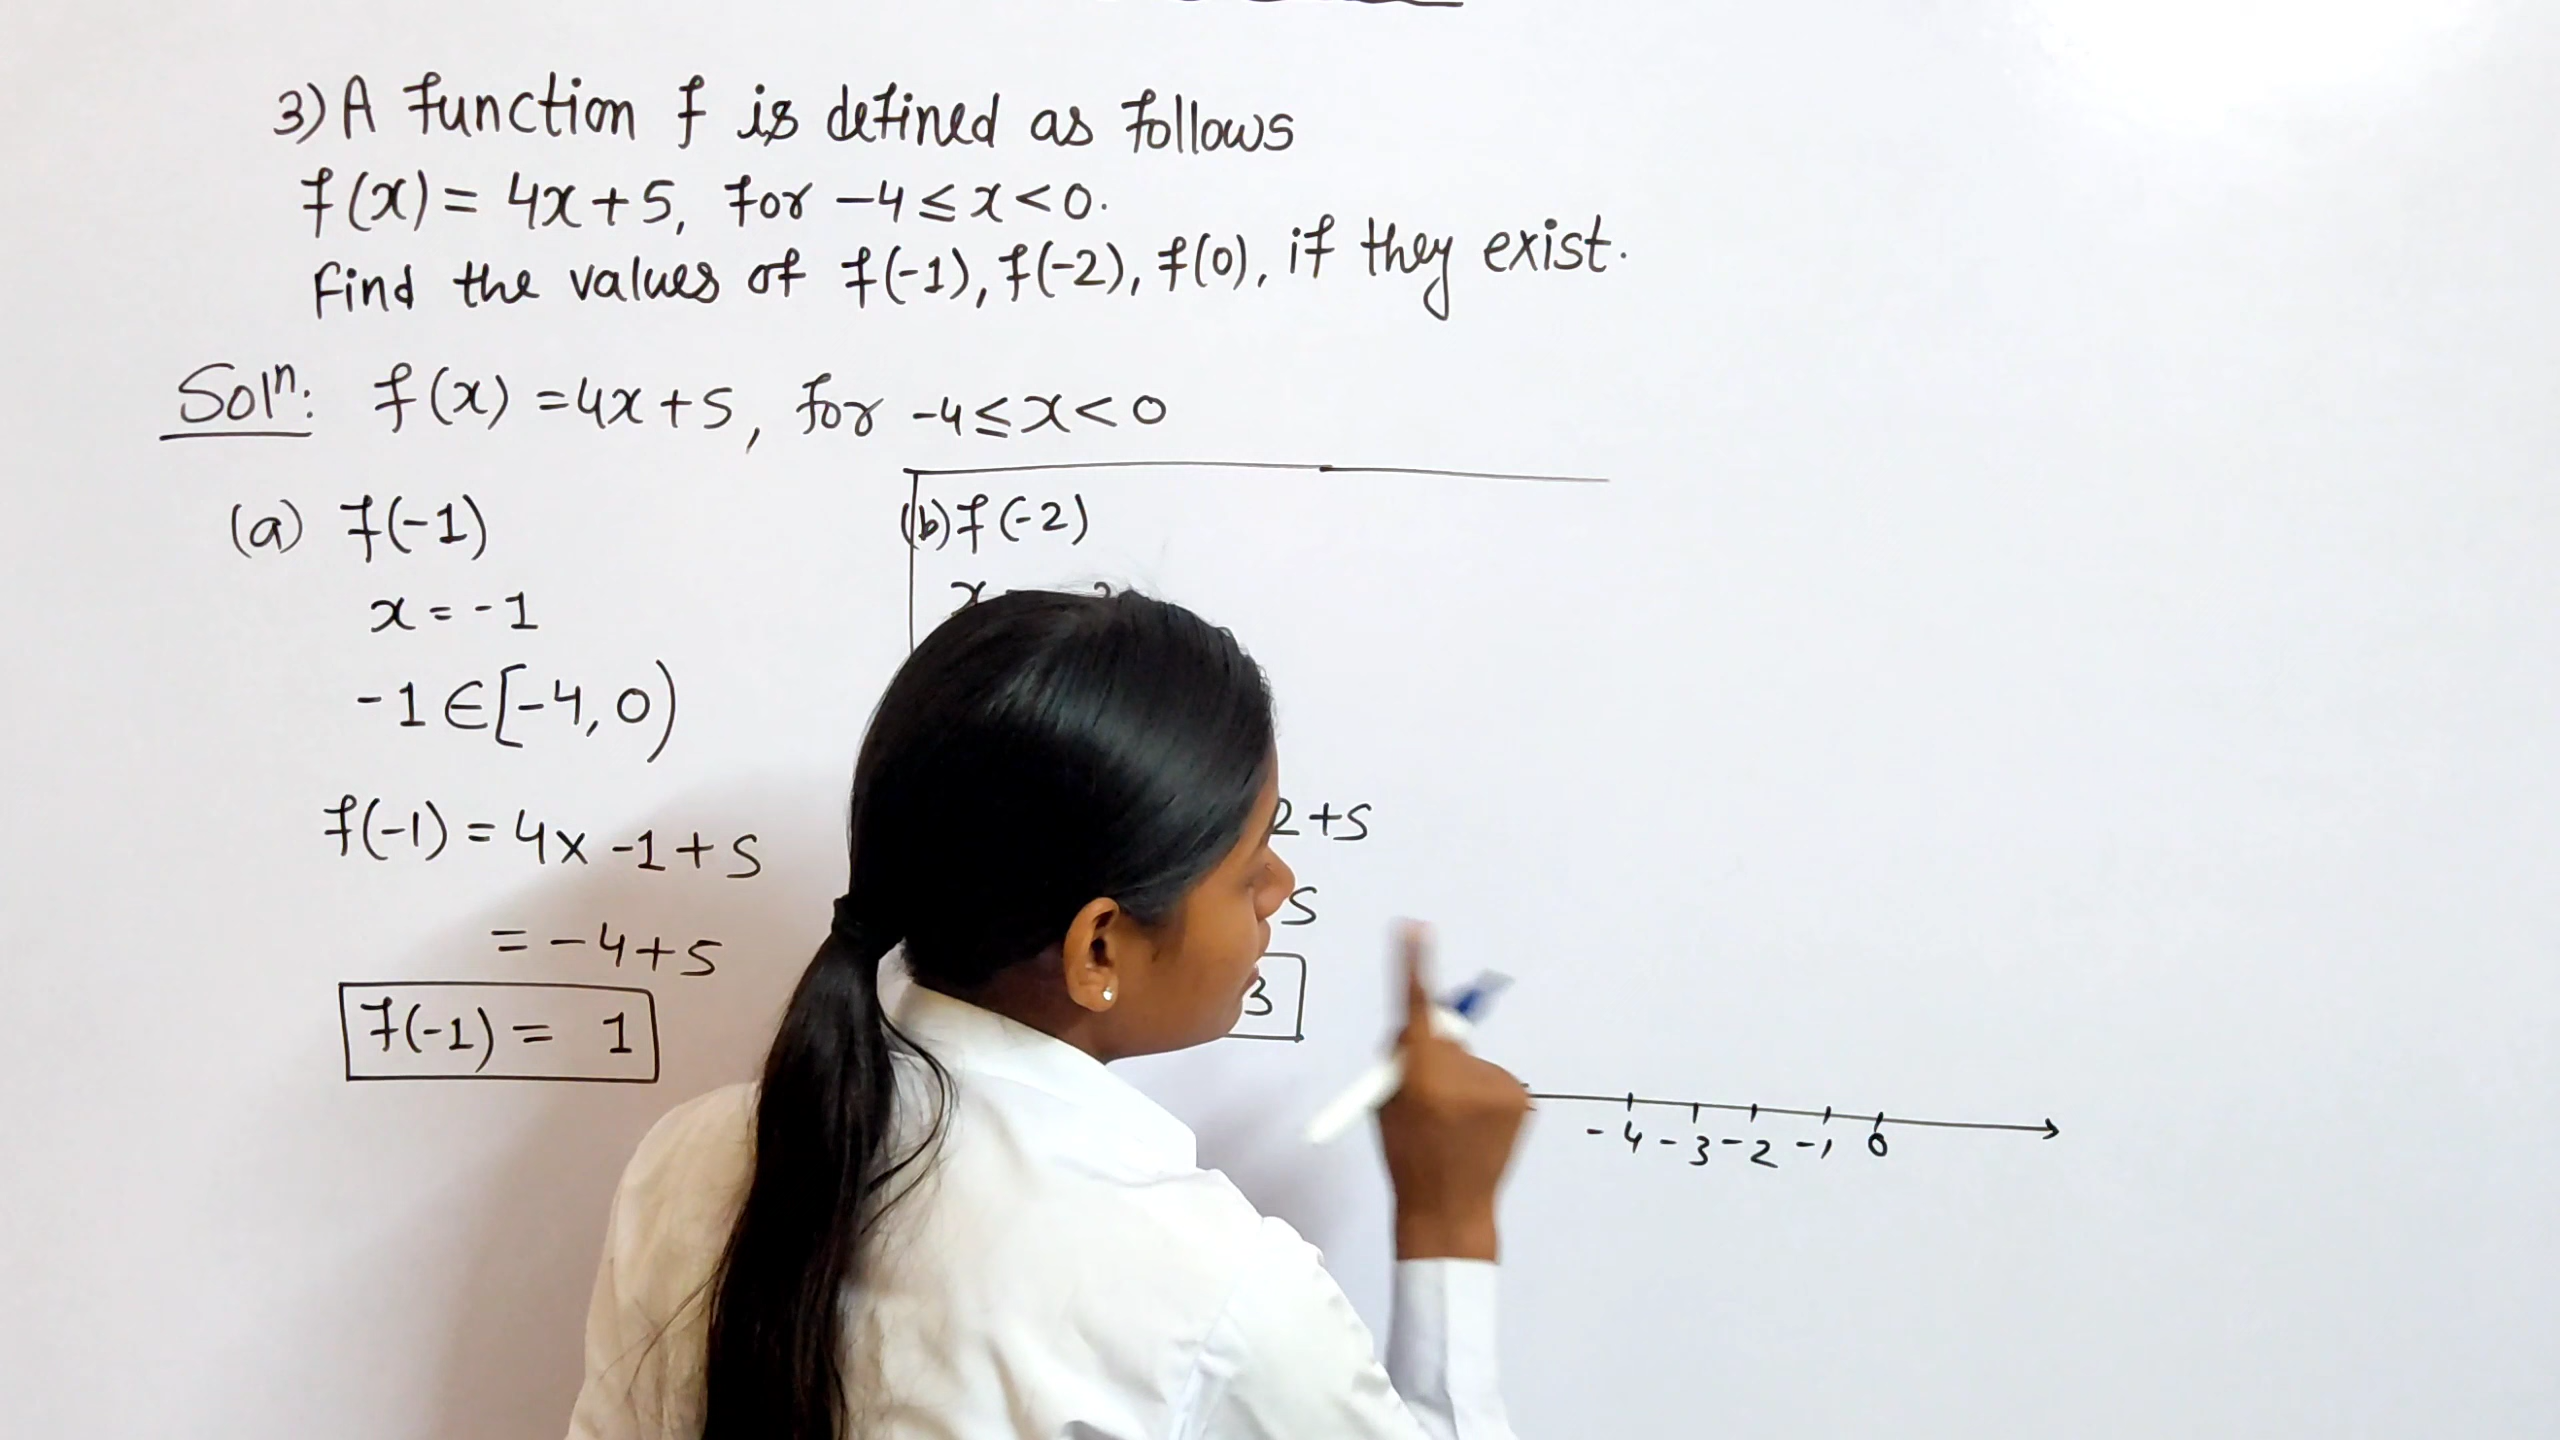 3) A function f is defined as follows
f(x) = 4x+5, for -4 ≤ x < 0.
Find the values of f(-1), f(-2), f(0), if they exist.
Solⁿ: f(x) = 4x+5, for -4 ≤ x < 0
(a) f(-1)
x = -1
-1 ∈ [-4, 0)
f(-1) = 4x -1 + 5
= -4+5
f(-1) = 1
(b) f(-2)
x
2+5
5
3
-4 -3 -2 -1 0